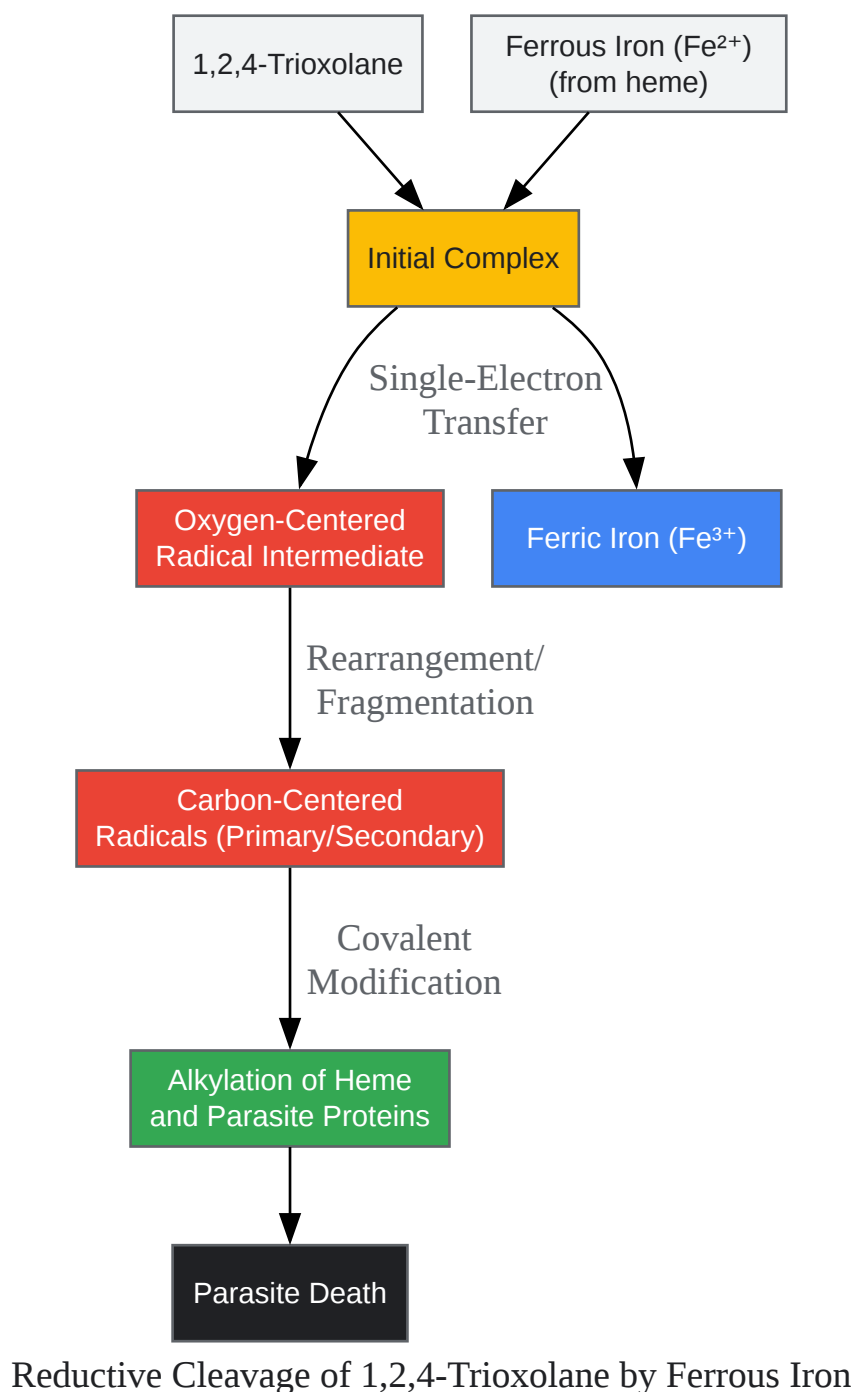 1,2,4-Trioxolane
Ferrous Iron (Fe²⁺)
(from heme)
Initial Complex
Single-Electron
Transfer
Oxygen-Centered
Radical Intermediate
Ferric Iron (Fe³⁺)
Rearrangement/
Fragmentation
Carbon-Centered
Radicals (Primary/Secondary)
Covalent
Modification
Alkylation of Heme
and Parasite Proteins
Parasite Death
Reductive Cleavage of 1,2,4-Trioxolane by Ferrous Iron